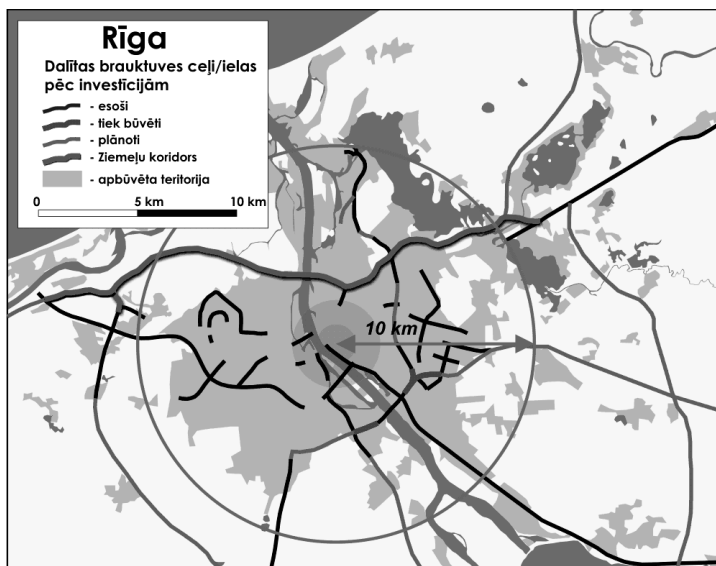 Rīga
Dalītas brauktuves ceļi/ielas
pēc investīcijām
- esoši
- tiek būvēti
- plānoti
- Ziemeļu koridors
- apbūvēta teritorija
0 5 km 10 km
10 km